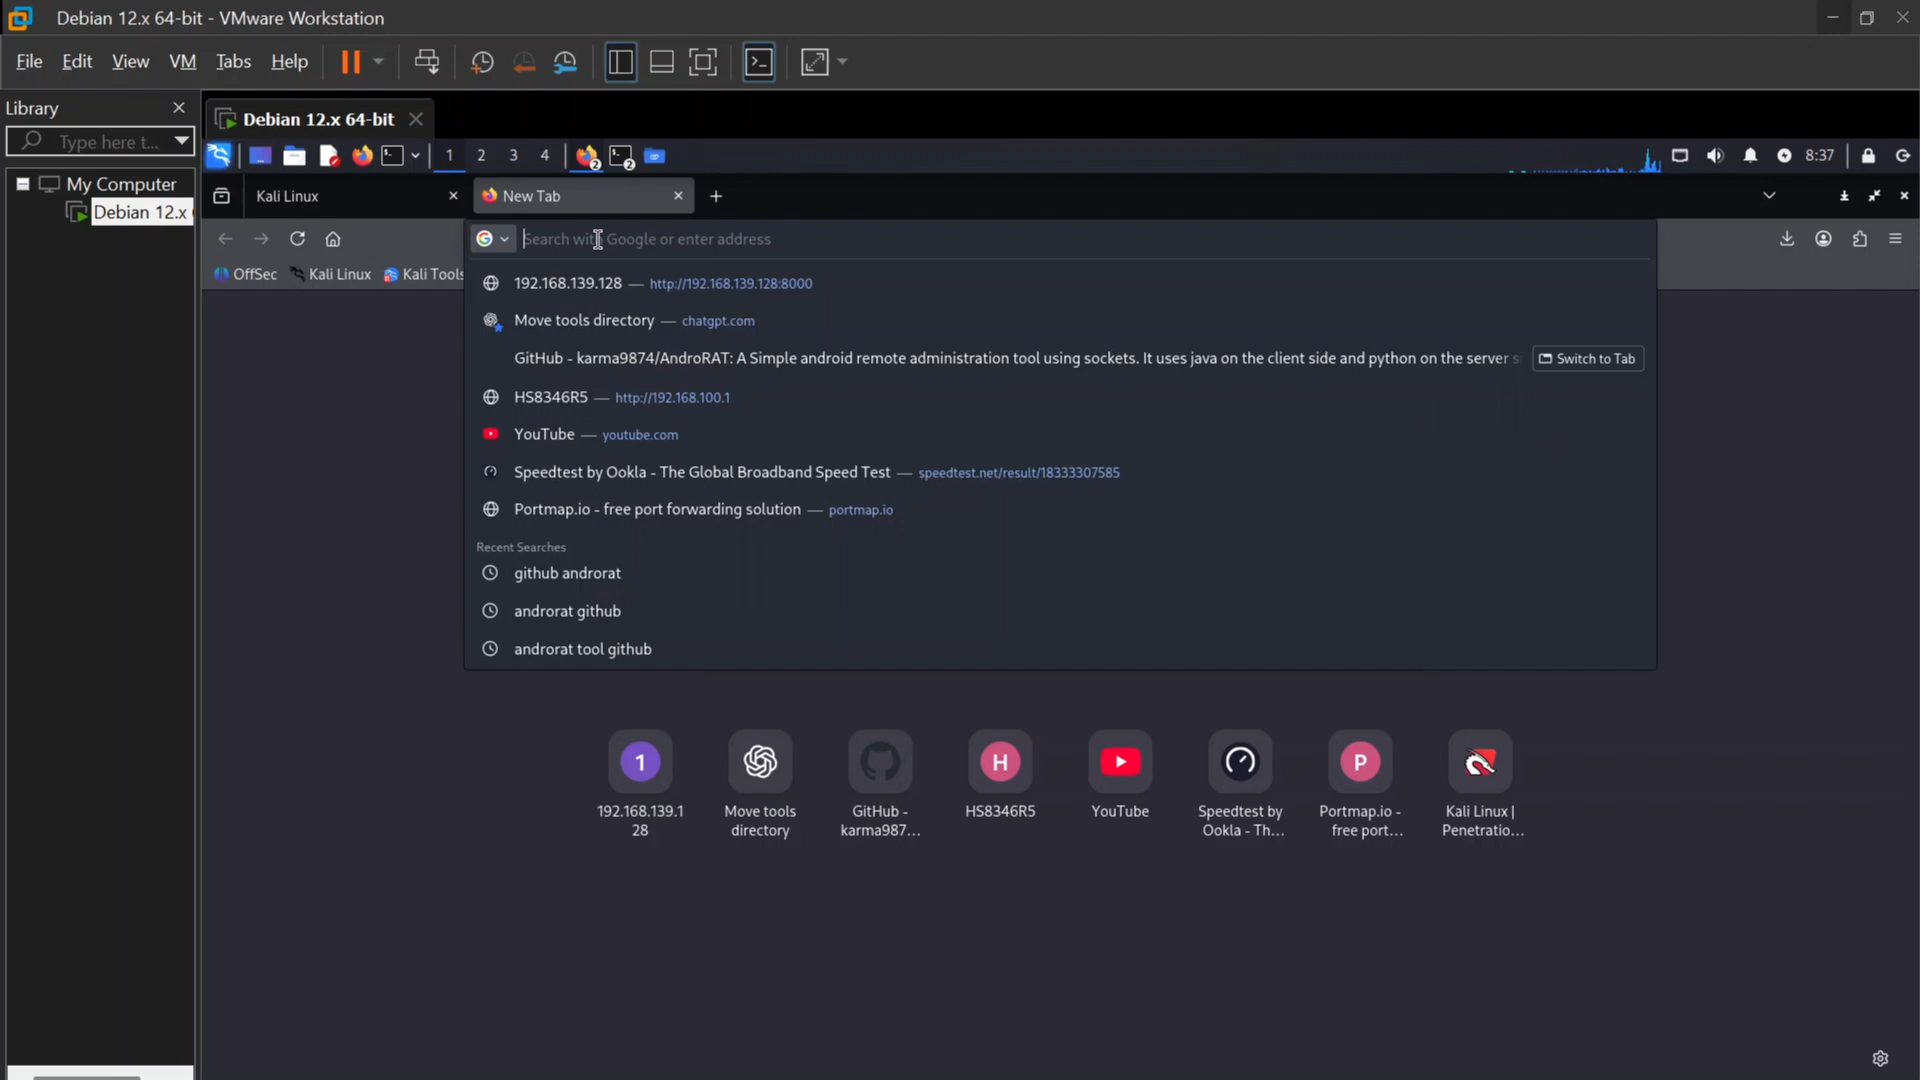 Debian 12.x 64-bit - VMware Workstation
File Edit View VM Tabs Help
Library
Debian 12.x 64-bit
Type here t...
1 2 3 4
2
2
8:37
My Computer
Debian 12.x
Kali Linux
New Tab
Search with Google or enter address
OffSec Kali Linux Kali Tools
192.168.139.128 — http://192.168.139.128:8000
Move tools directory — chatgpt.com
GitHub - karma9874/AndroRAT: A Simple android remote administration tool using sockets. It uses java on the client side and python on the server s
Switch to Tab
HS8346R5 — http://192.168.100.1
YouTube — youtube.com
Speedtest by Ookla - The Global Broadband Speed Test — speedtest.net/result/18333307585
Portmap.io - free port forwarding solution — portmap.io
Recent Searches
github androrat
androrat github
androrat tool github
1
H
P
192.168.139.1
28
Move tools
directory
GitHub -
karma987...
HS8346R5
YouTube
Speedtest by
Ookla - Th...
Portmap.io -
free port...
Kali Linux |
Penetratio...